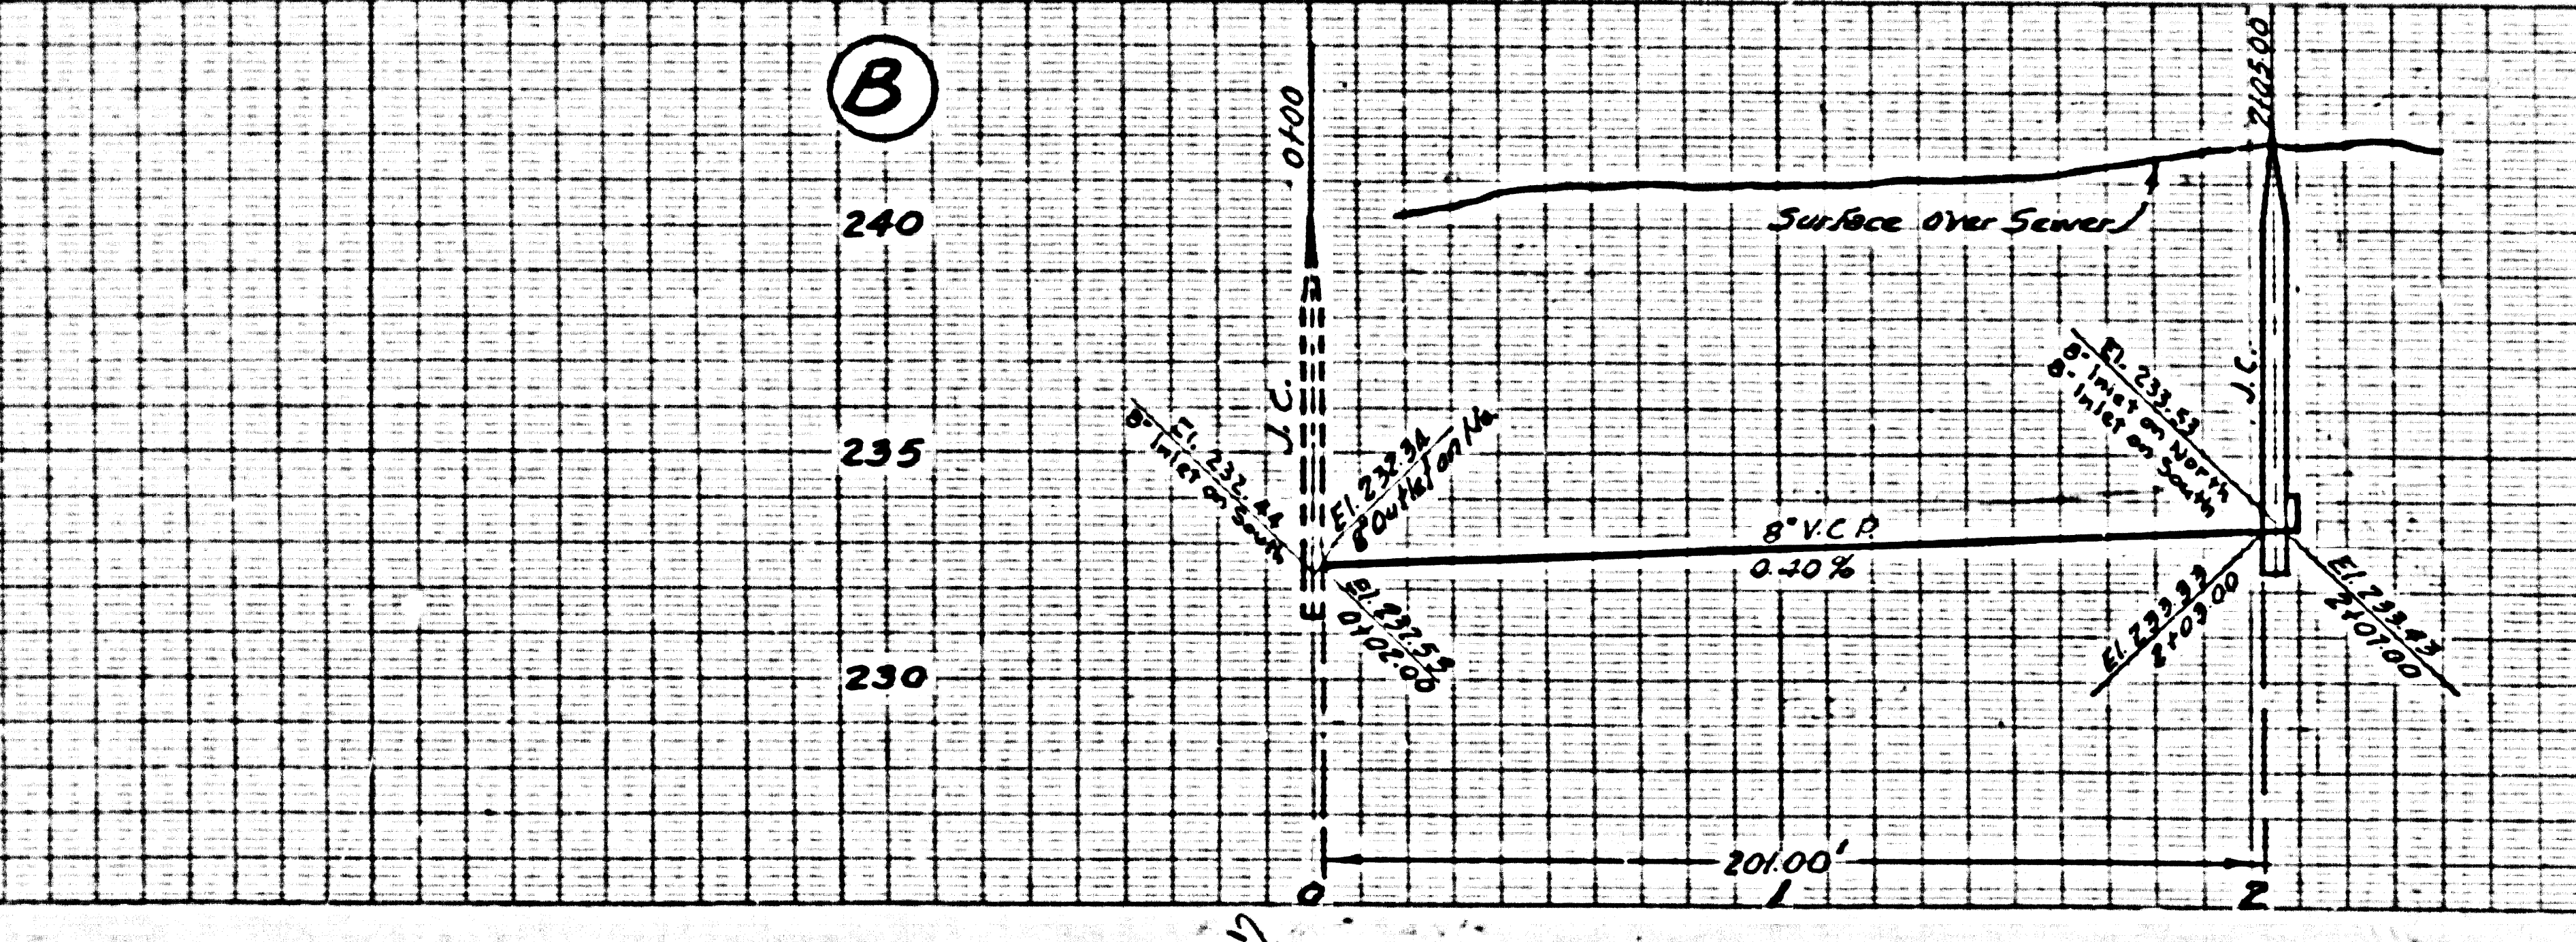 B
0+00
2+05.00
240
235
230
Surface over Sewer
J.C.
J.C.
El. 232.44
8" Inlet on South
El. 232.34
8" Outlet on No.
El. 232.53
0+02.00
8" V.C.P.
0.40%
El. 233.53
8" Inlet on North
8" Inlet on South
El. 233.33
2+03.00
El. 233.43
2+07.00
201.00'
0
1
2